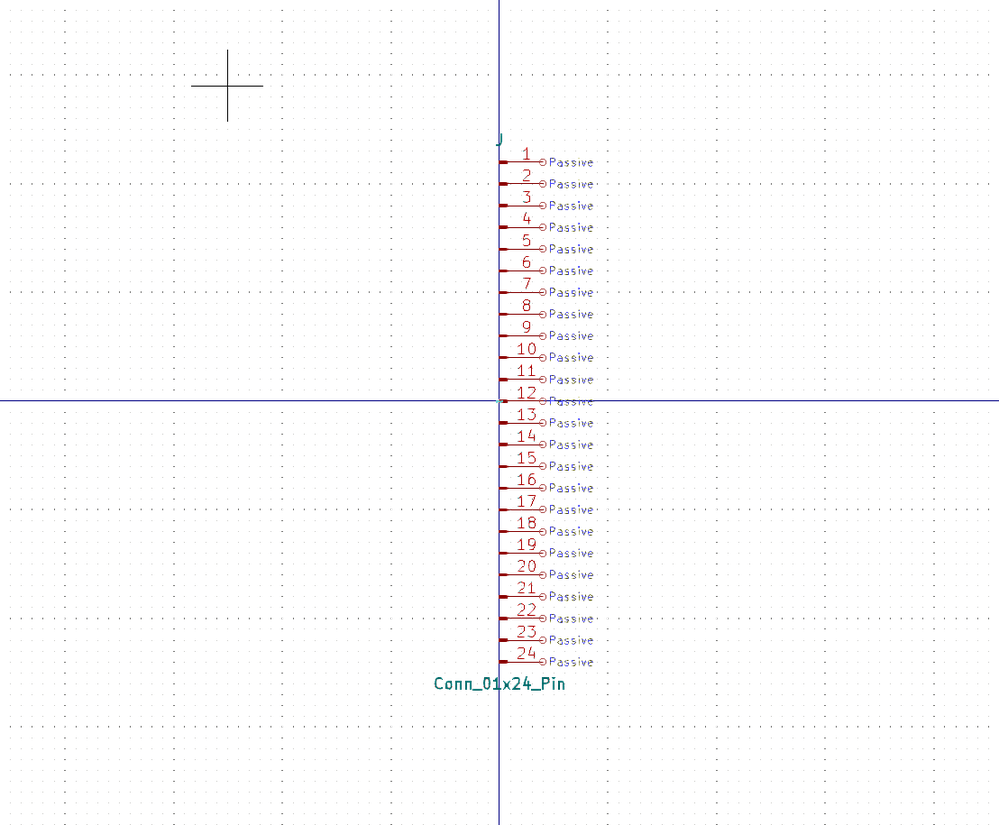 J
1 Passive
2 Passive
3 Passive
4 Passive
5 Passive
6 Passive
7 Passive
8 Passive
9 Passive
10 Passive
11 Passive
12 Passive
13 Passive
14 Passive
15 Passive
16 Passive
17 Passive
18 Passive
19 Passive
20 Passive
21 Passive
22 Passive
23 Passive
24 Passive
Conn_01x24_Pin